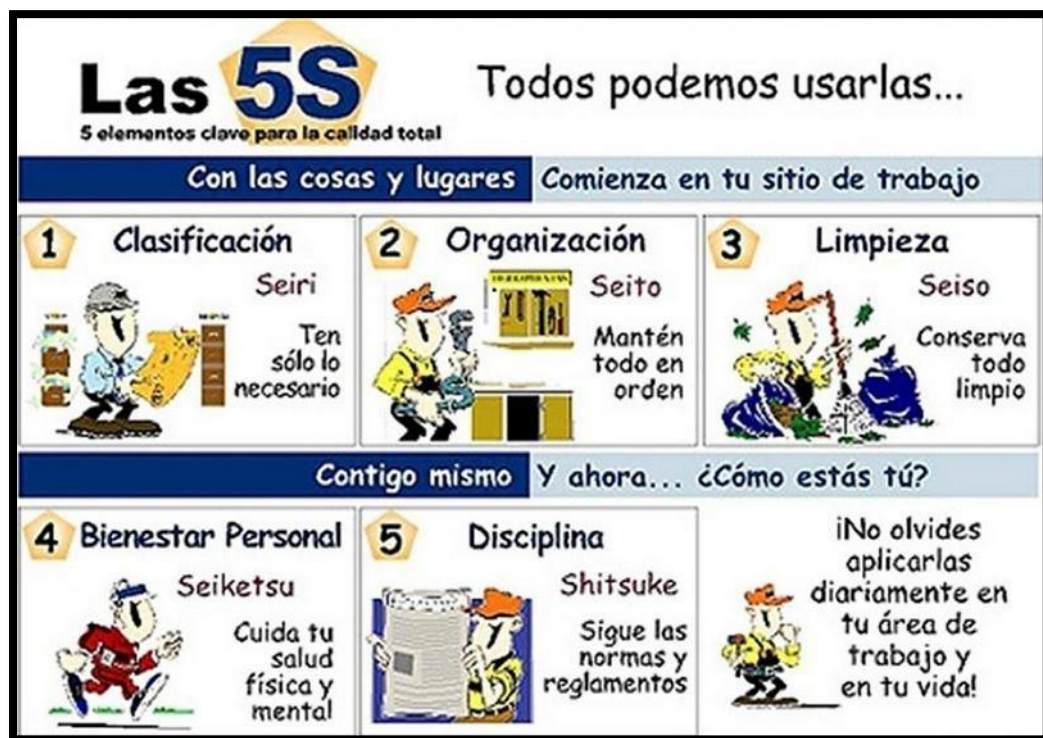 Las 5S
5 elementos clave para la calidad total
Todos podemos usarlas...
Con las cosas y lugares
Comienza en tu sitio de trabajo
1 Clasificación
Seiri
Ten
sólo lo
necesario
2 Organización
Seito
HERRAMIENTAS
Mantén
todo en
orden
3 Limpieza
Seiso
Conserva
todo
limpio
Contigo mismo
Y ahora... ¿Cómo estás tú?
4 Bienestar Personal
Seiketsu
Cuida tu
salud
física y
mental
5 Disciplina
Shitsuke
Sigue las
normas y
reglamentos
¡No olvides
aplicarlas
diariamente en
tu área de
trabajo y
en tu vida!